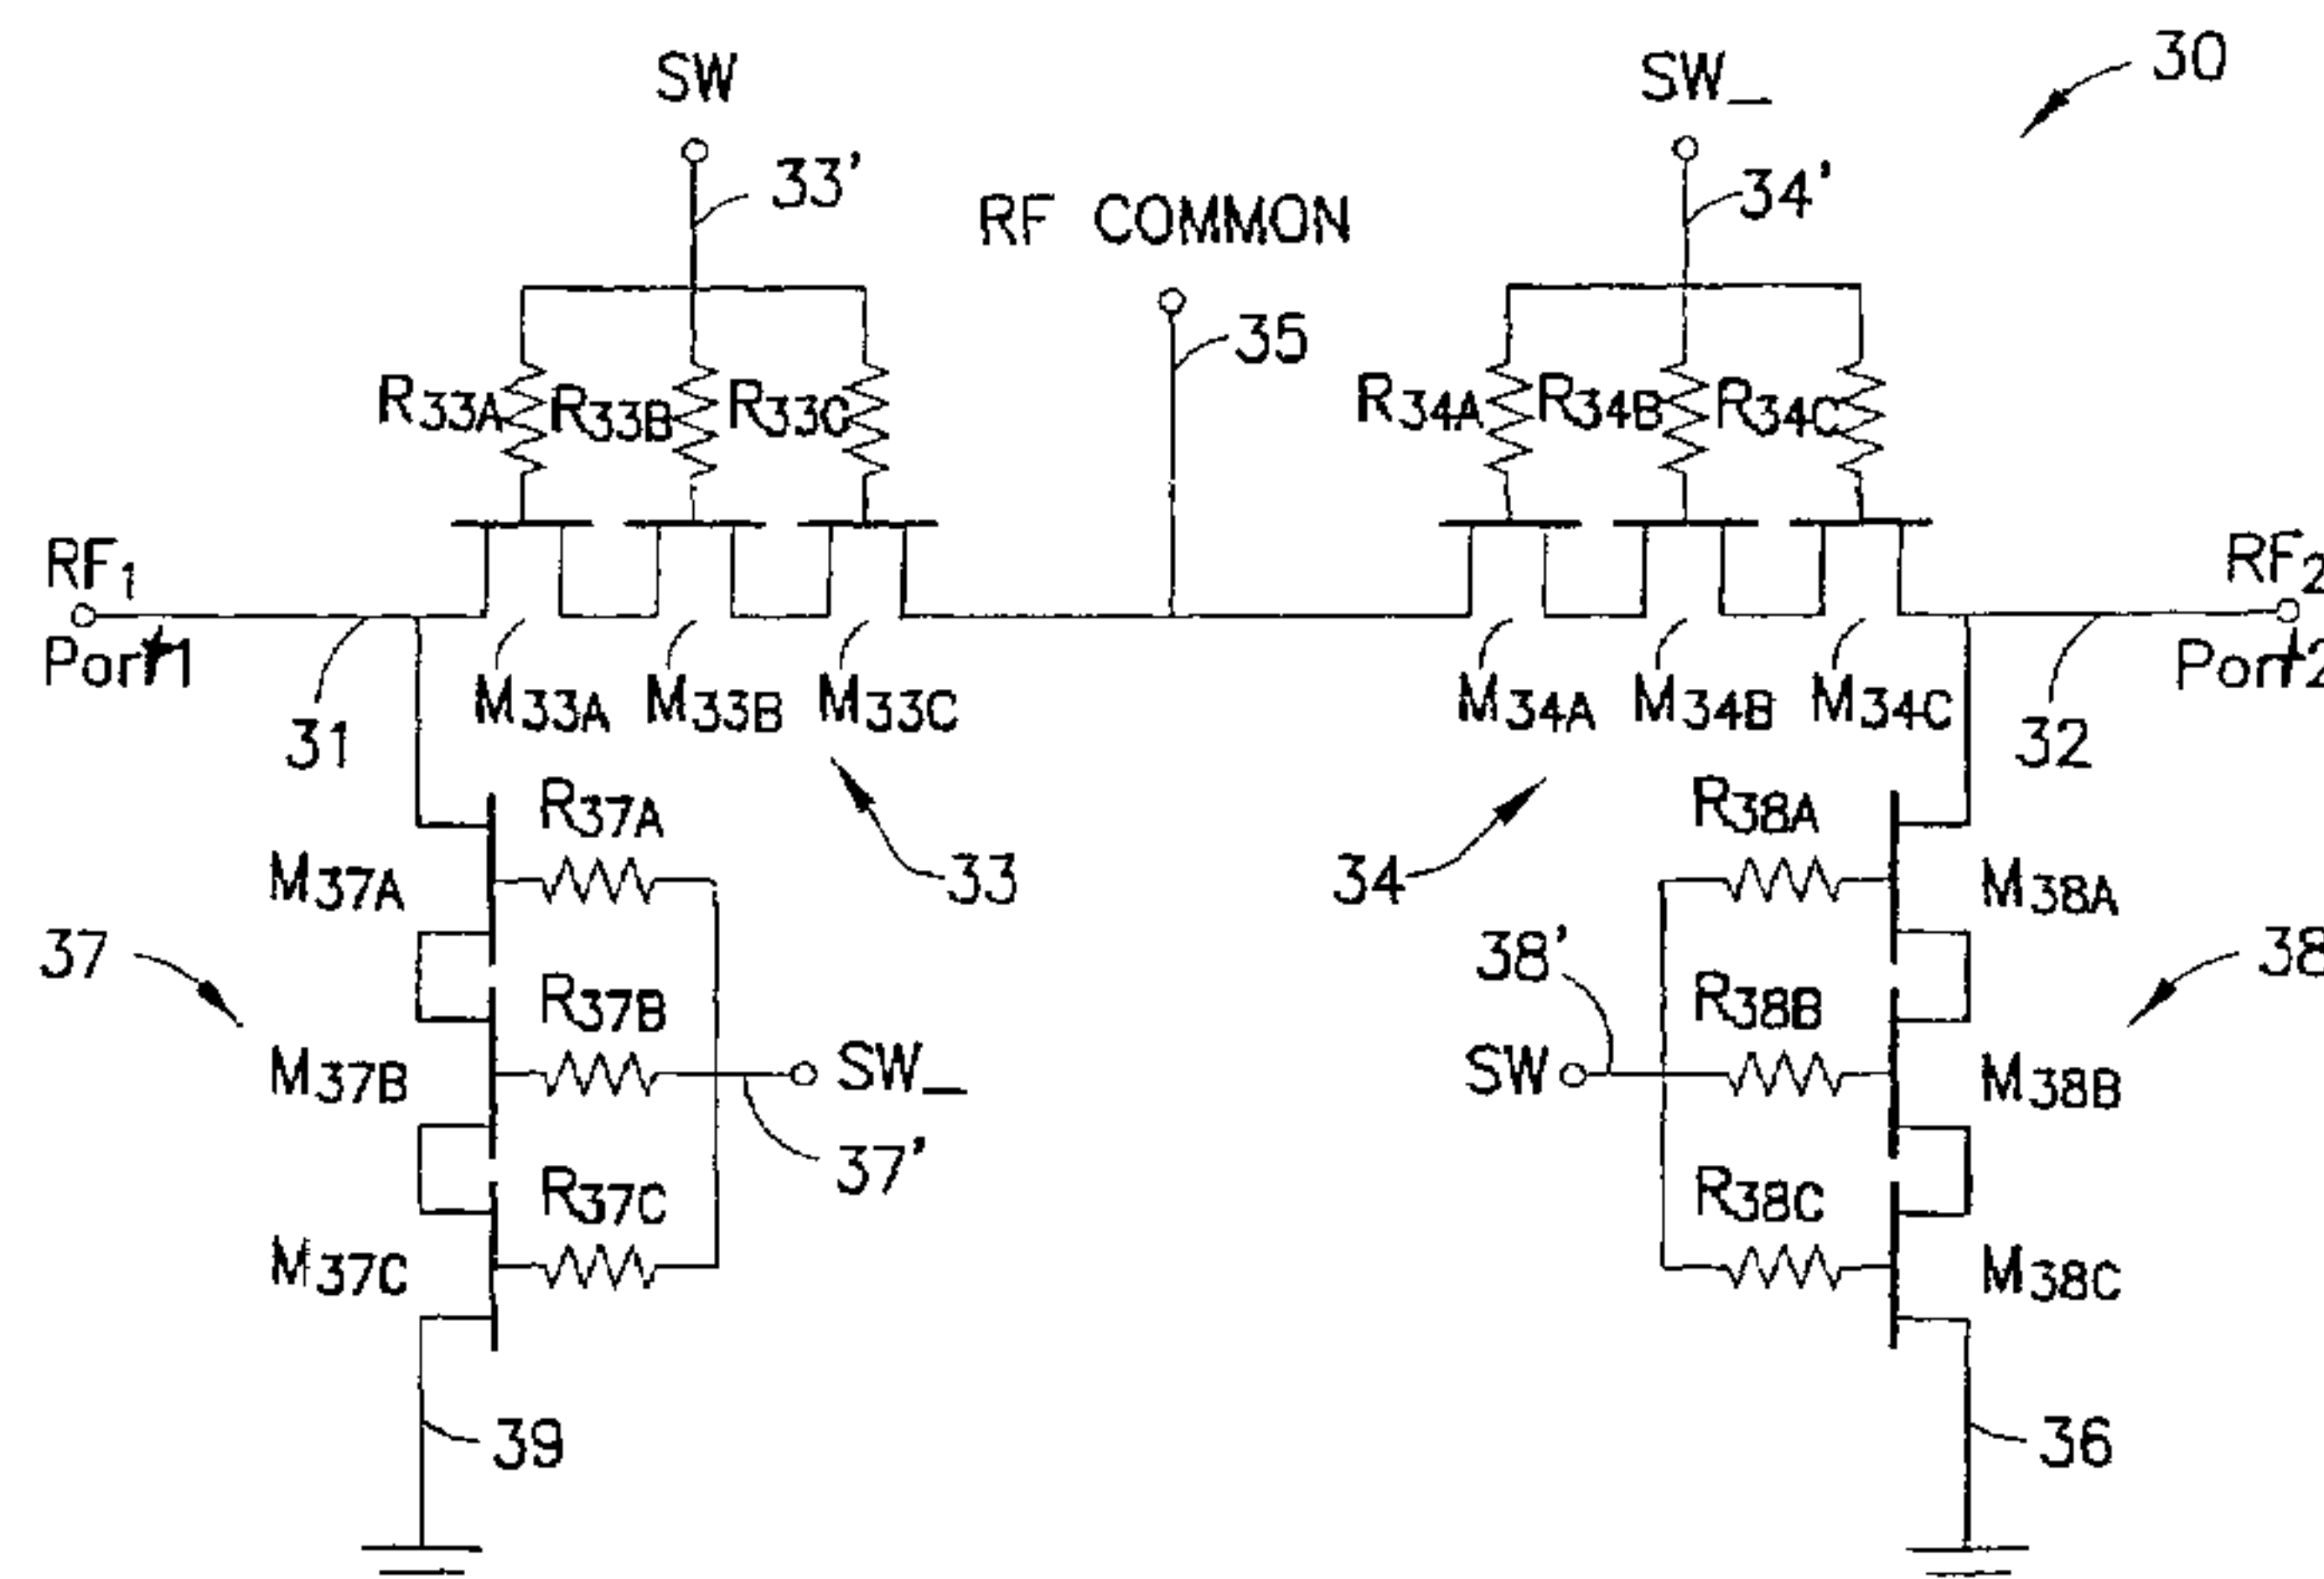 SW
SW_
30
33'
34'
RF COMMON
35
R33A
R33B
R33C
R34A
R34B
R34C
RF1
RF2
Port1
Port2
M33A
M33B
M33C
M34A
M34B
M34C
31
32
R37A
R38A
M37A
33
34
M38A
37
38'
38
R37B
R38B
M37B
SW_
SW
M38B
37'
R37C
R38C
M37C
M38C
39
36